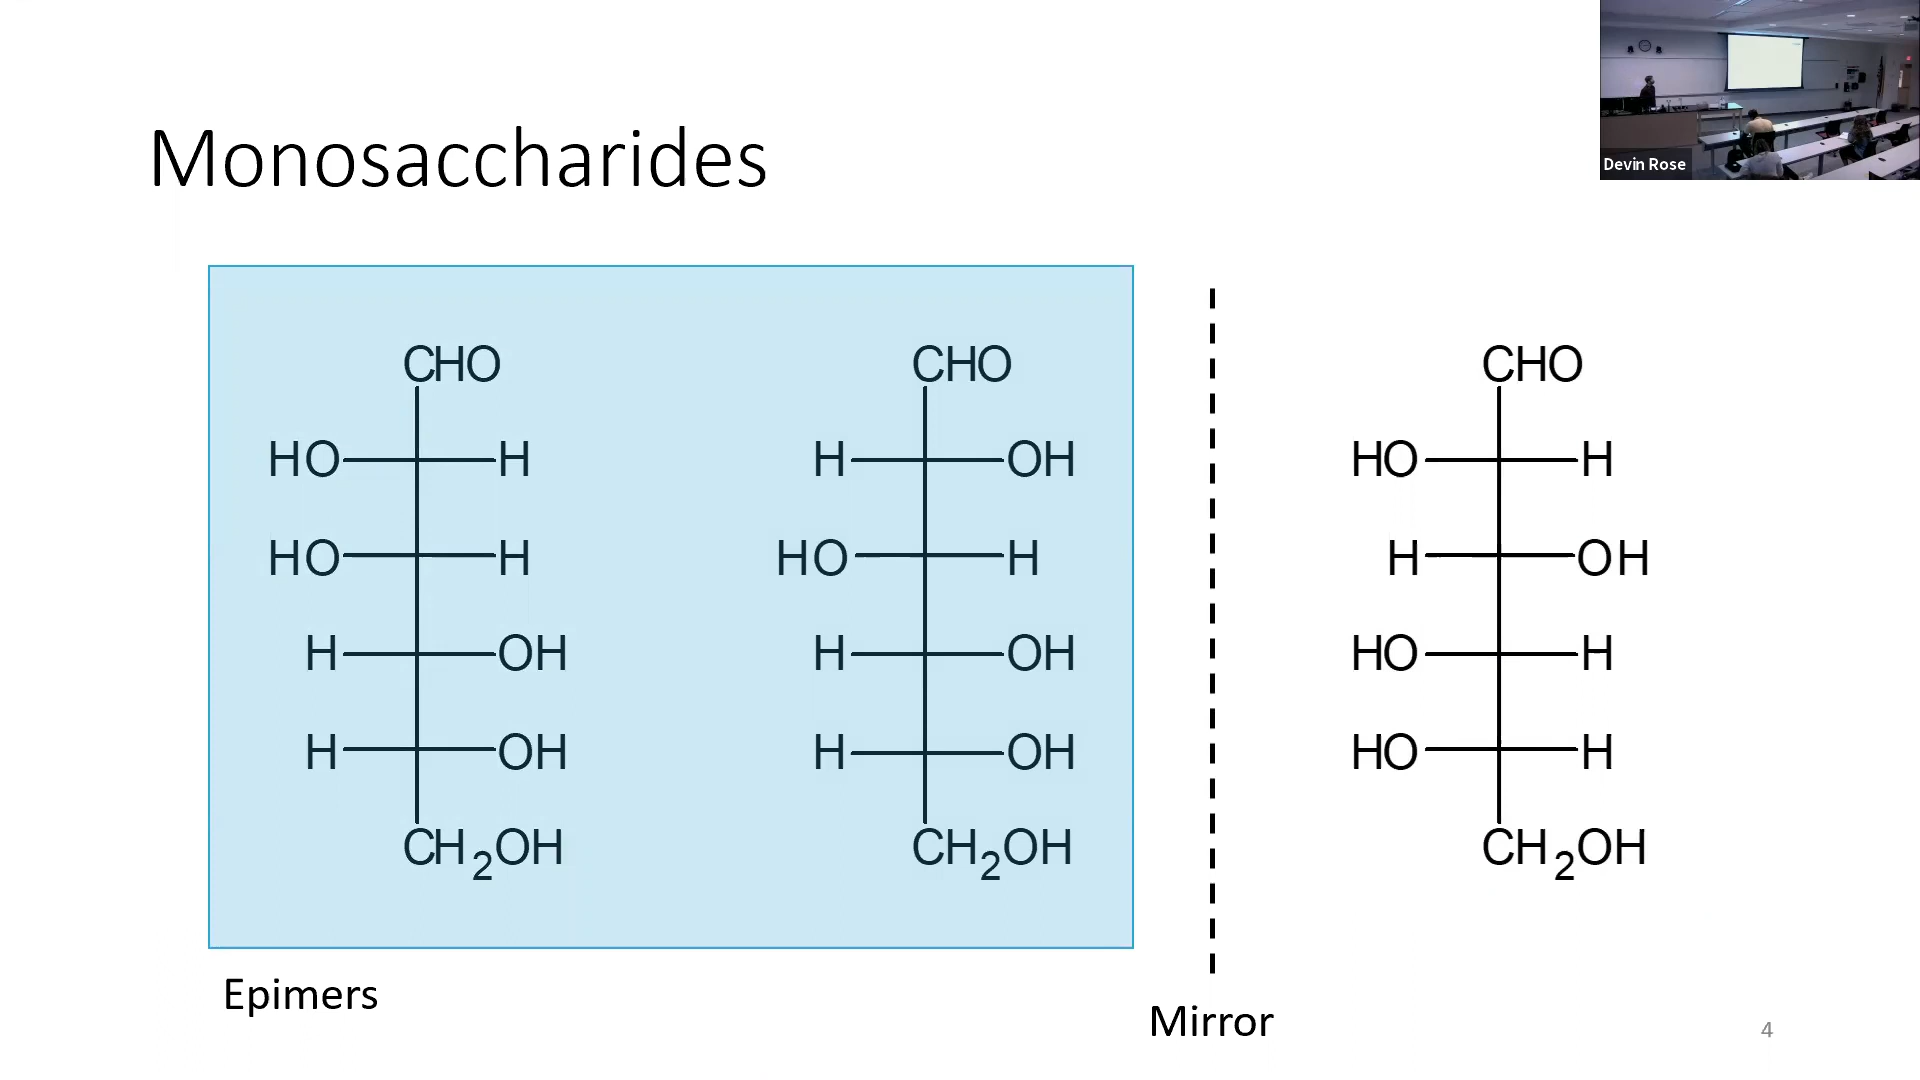 Devin Rose
Monosaccharides
CHO
HO H
HO H
H OH
H OH
CH2OH
CHO
H OH
HO H
H OH
H OH
CH2OH
CHO
HO H
H OH
HO H
HO H
CH2OH
Epimers
Mirror
4